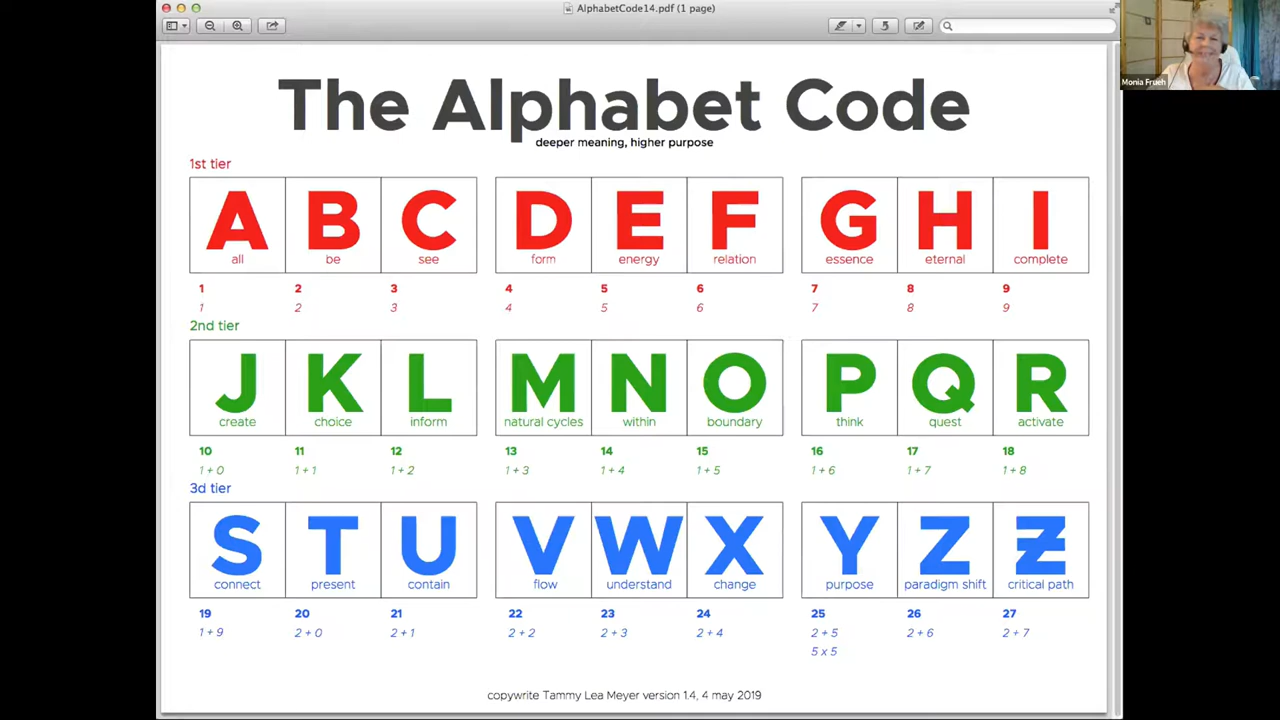 AlphabetCode14.pdf (1 page)
Monia Frueh
The Alphabet Code
deeper meaning, higher purpose
1st tier
A B C D E F G H I
all be see form energy relation essence eternal complete
1 2 3 4 5 6 7 8 9
1 2 3 4 5 6 7 8 9
2nd tier
J K L M N O P Q R
create choice inform natural cycles within boundary think quest activate
10 11 12 13 14 15 16 17 18
1 + 0 1 + 1 1 + 2 1 + 3 1 + 4 1 + 5 1 + 6 1 + 7 1 + 8
3d tier
S T U V W X Y Z Ƶ
connect present contain flow understand change purpose paradigm shift critical path
19 20 21 22 23 24 25 26 27
1 + 9 2 + 0 2 + 1 2 + 2 2 + 3 2 + 4 2 + 5 2 + 6 2 + 7
5 x 5
copywrite Tammy Lea Meyer version 1.4, 4 may 2019